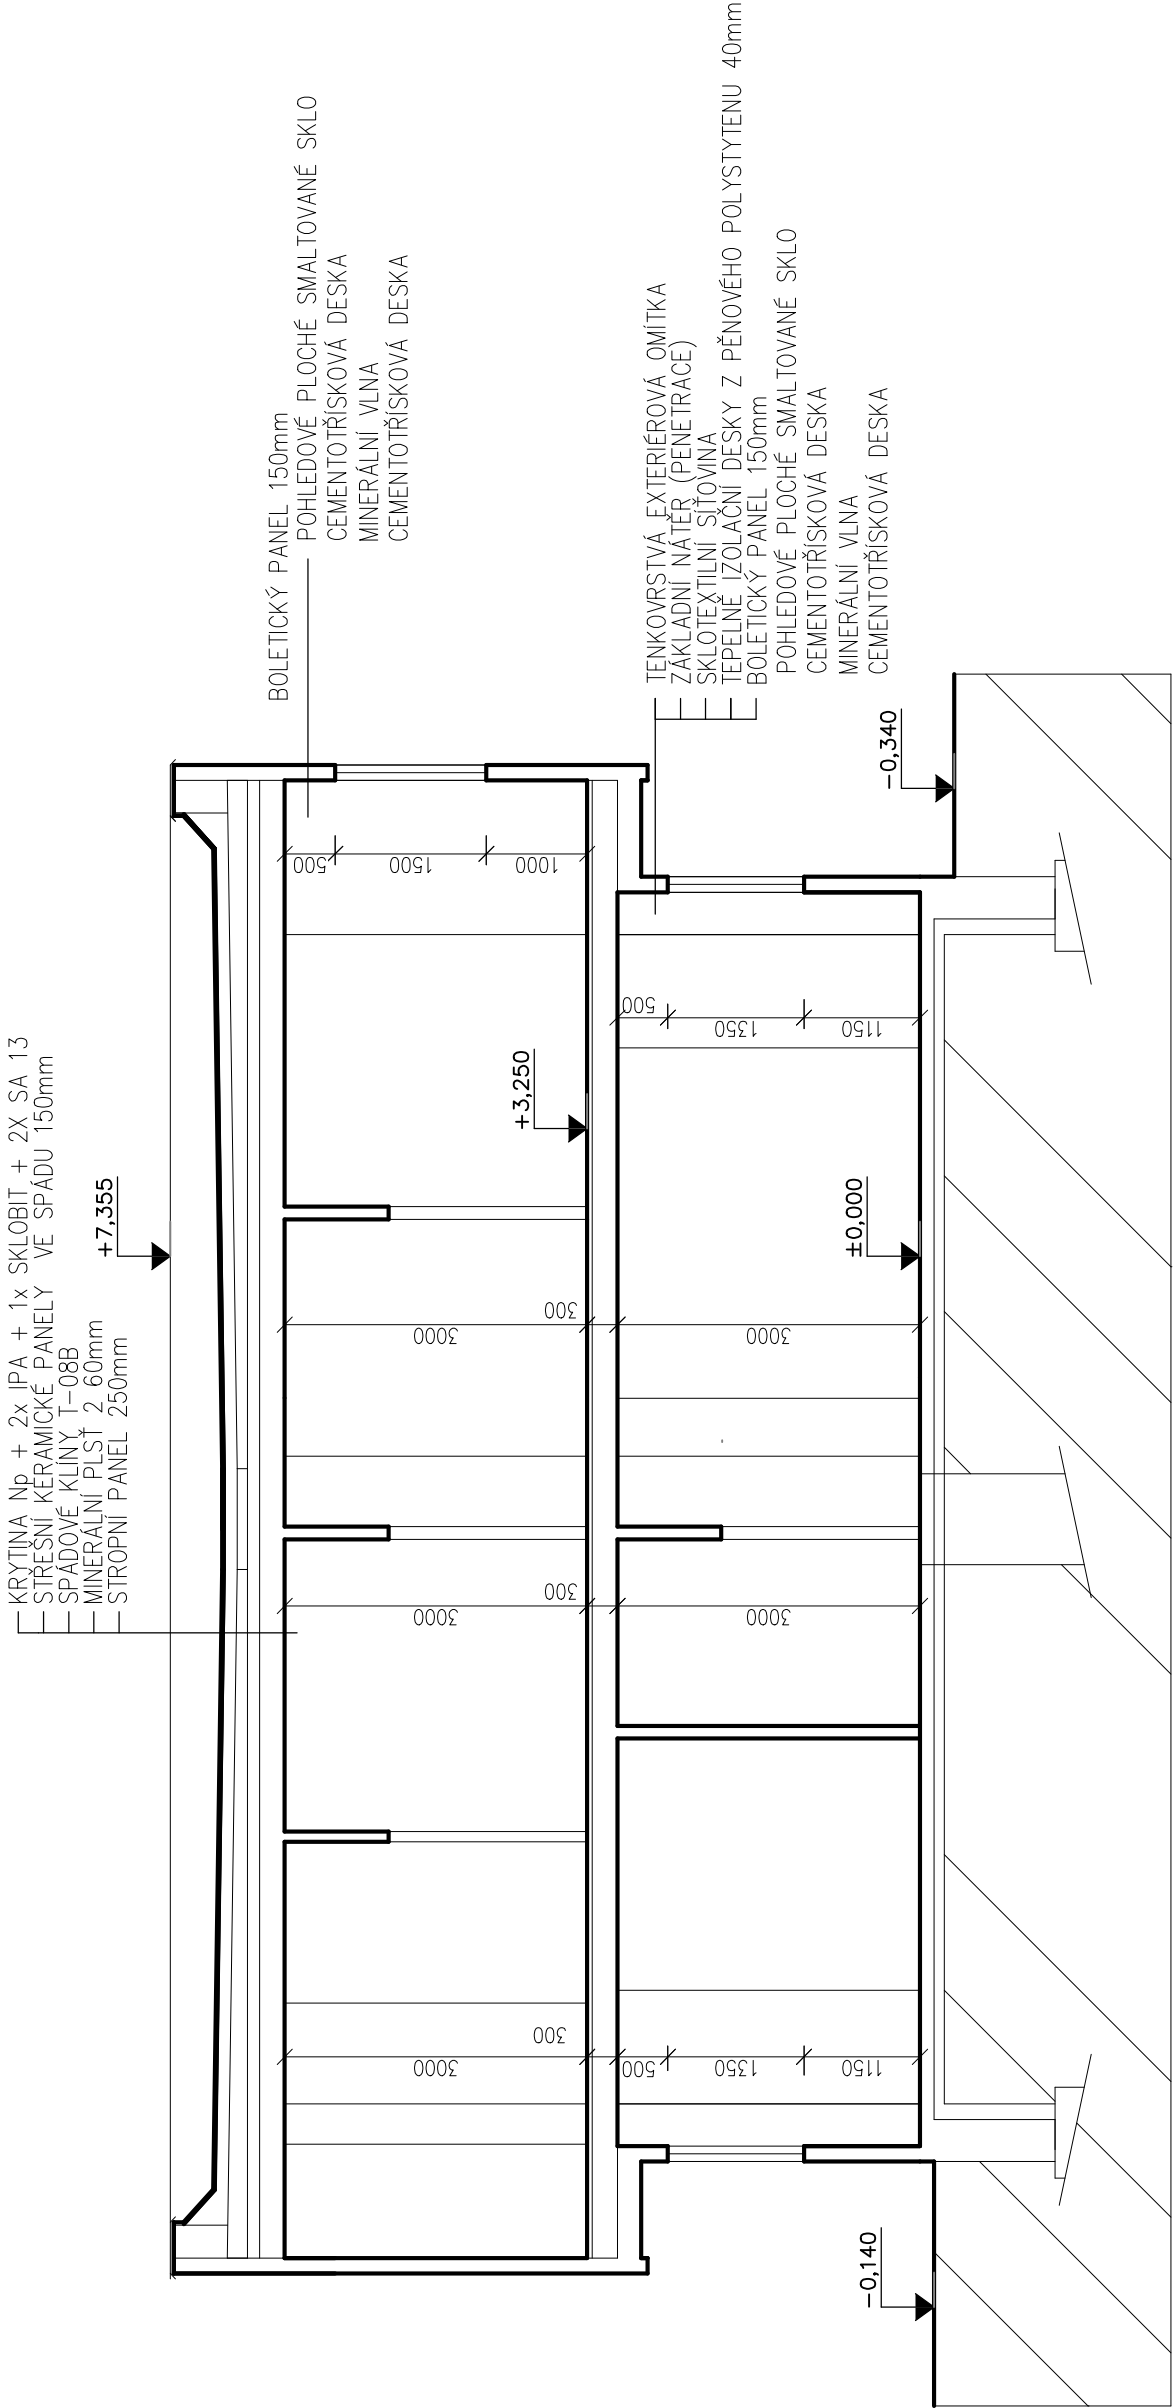 KRYTINA Np + 2x IPA + 1x SKLOBIT + 2X SA 13
STŘEŠNÍ KERAMICKÉ PANELY VE SPÁDU 150mm
SPÁDOVÉ KLÍNY T-08B
MINERÁLNÍ PLSŤ 2 60mm
STROPNÍ PANEL 250mm
+7,355
BOLETICKÝ PANEL 150mm
POHLEDOVÉ PLOCHÉ SMALTOVANÉ SKLO
CEMENTOTŘÍSKOVÁ DESKA
MINERÁLNÍ VLNA
CEMENTOTŘÍSKOVÁ DESKA
500
1500
1000
3000
300
3000
300
3000
300
+3,250
TENKOVRSTVÁ EXTERIÉROVÁ OMÍTKA
ZÁKLADNÍ NÁTĚR (PENETRACE)
SKLOTEXTILNÍ SÍŤOVINA
TEPELNĚ IZOLAČNÍ DESKY Z PĚNOVÉHO POLYSTYTENU 40mm
BOLETICKÝ PANEL 150mm
POHLEDOVÉ PLOCHÉ SMALTOVANÉ SKLO
CEMENTOTŘÍSKOVÁ DESKA
MINERÁLNÍ VLNA
CEMENTOTŘÍSKOVÁ DESKA
500
1350
1150
3000
3000
500
1350
1150
±0,000
-0,340
-0,140